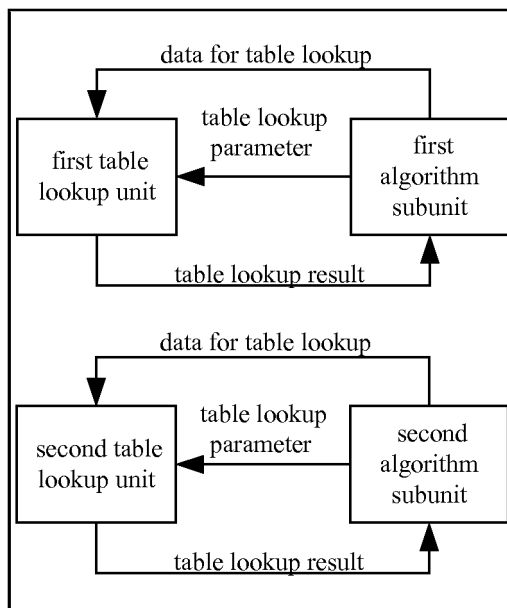 data for table lookup
table lookup
parameter
first table
lookup unit
first
algorithm
subunit
table lookup result
data for table lookup
table lookup
parameter
second table
lookup unit
second
algorithm
subunit
table lookup result